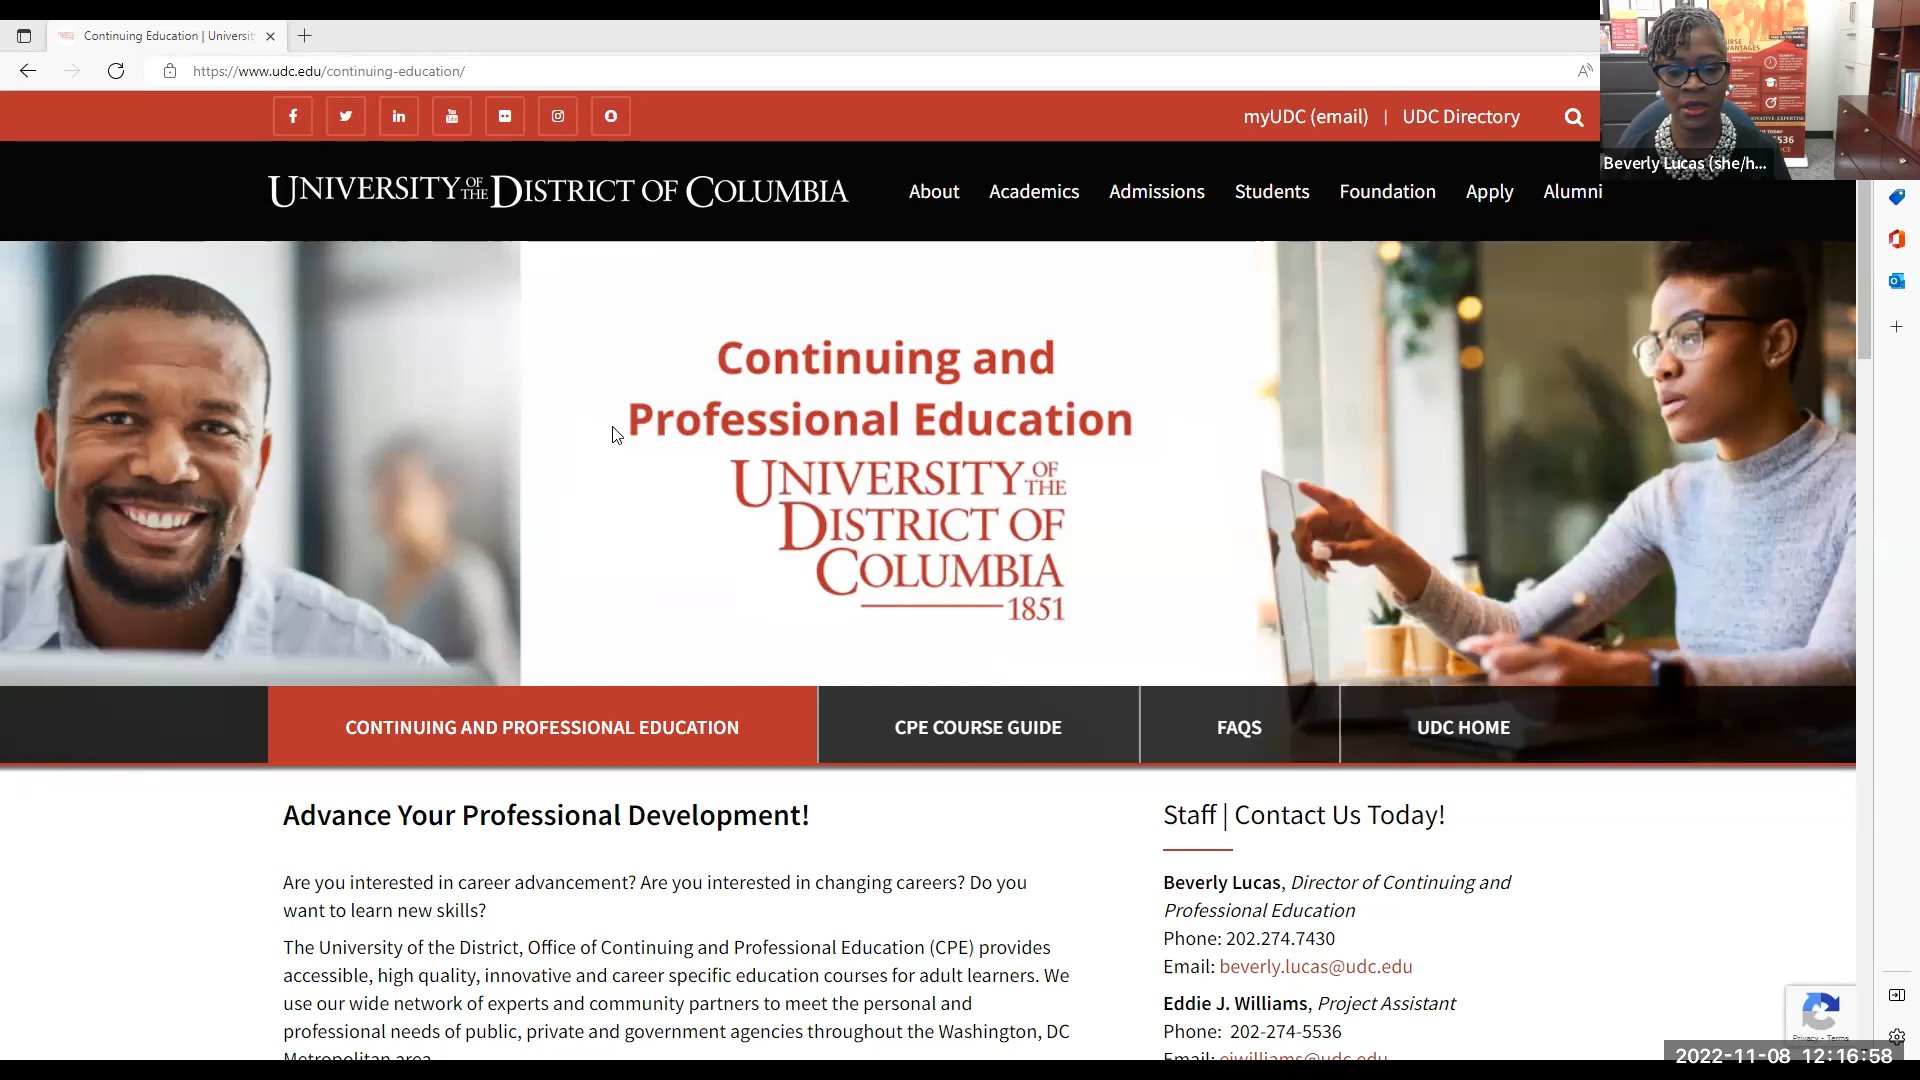 Continuing Education | Universit
https://www.udc.edu/continuing-education/
myUDC (email) | UDC Directory
Beverly Lucas (she/h...
UNIVERSITY OF THE DISTRICT OF COLUMBIA
About Academics Admissions Students Foundation Apply Alumni
Continuing and
Professional Education
UNIVERSITY OF THE
DISTRICT OF
COLUMBIA
1851
CONTINUING AND PROFESSIONAL EDUCATION
CPE COURSE GUIDE
FAQS
UDC HOME
Advance Your Professional Development!
Are you interested in career advancement? Are you interested in changing careers? Do you
want to learn new skills?
The University of the District, Office of Continuing and Professional Education (CPE) provides
accessible, high quality, innovative and career specific education courses for adult learners. We
use our wide network of experts and community partners to meet the personal and
professional needs of public, private and government agencies throughout the Washington, DC
Metropolitan area
Staff | Contact Us Today!
Beverly Lucas, Director of Continuing and
Professional Education
Phone: 202.274.7430
Email: beverly.lucas@udc.edu
Eddie J. Williams, Project Assistant
Phone: 202-274-5536
Email: ejwilliams@udc.edu
Privacy - Terms
2022-11-08 12:16:58